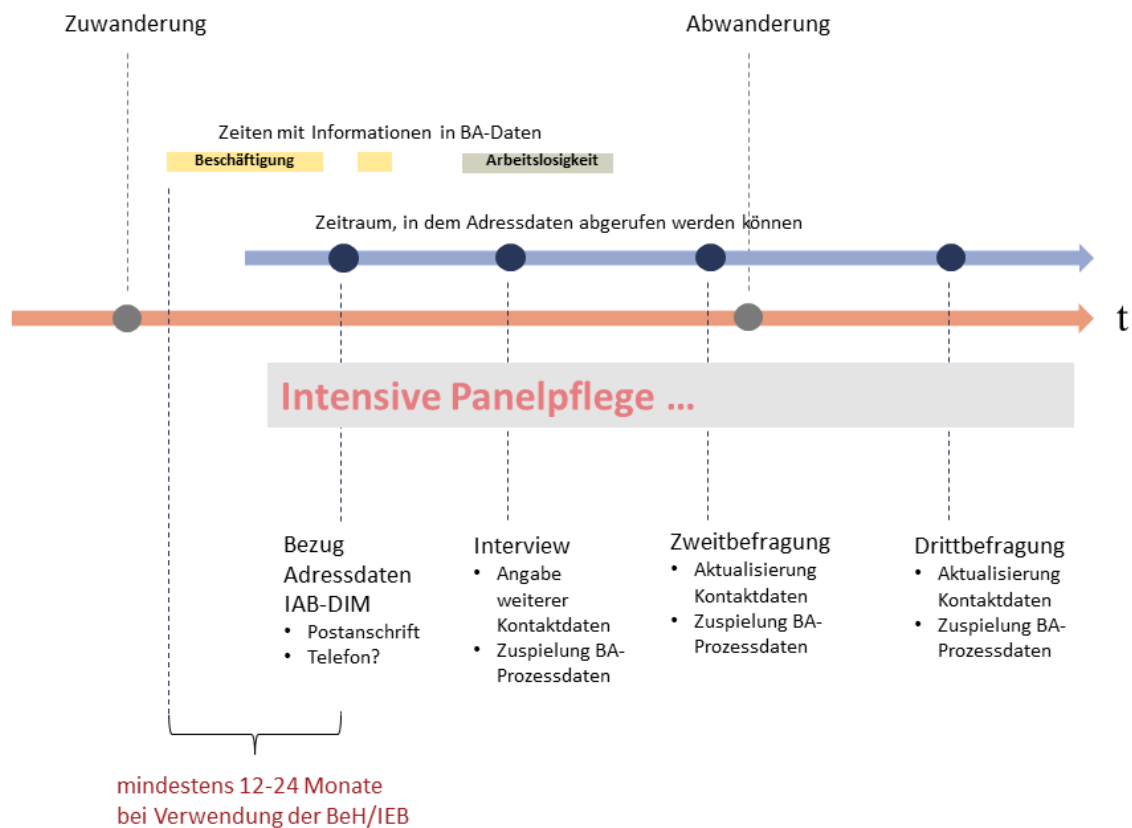 Zuwanderung
Abwanderung
Zeiten mit Informationen in BA-Daten
Beschäftigung
Arbeitslosigkeit
Zeitraum, in dem Adressdaten abgerufen werden können
t
Intensive Panelpflege ...
Bezug
Adressdaten
IAB-DIM
• Postanschrift
• Telefon?
Interview
• Angabe
weiterer
Kontaktdaten
• Zuspielung BA-
Prozessdaten
Zweitbefragung
• Aktualisierung
Kontaktdaten
• Zuspielung BA-
Prozessdaten
Drittbefragung
• Aktualisierung
Kontaktdaten
• Zuspielung BA-
Prozessdaten
mindestens 12-24 Monate
bei Verwendung der BeH/IEB